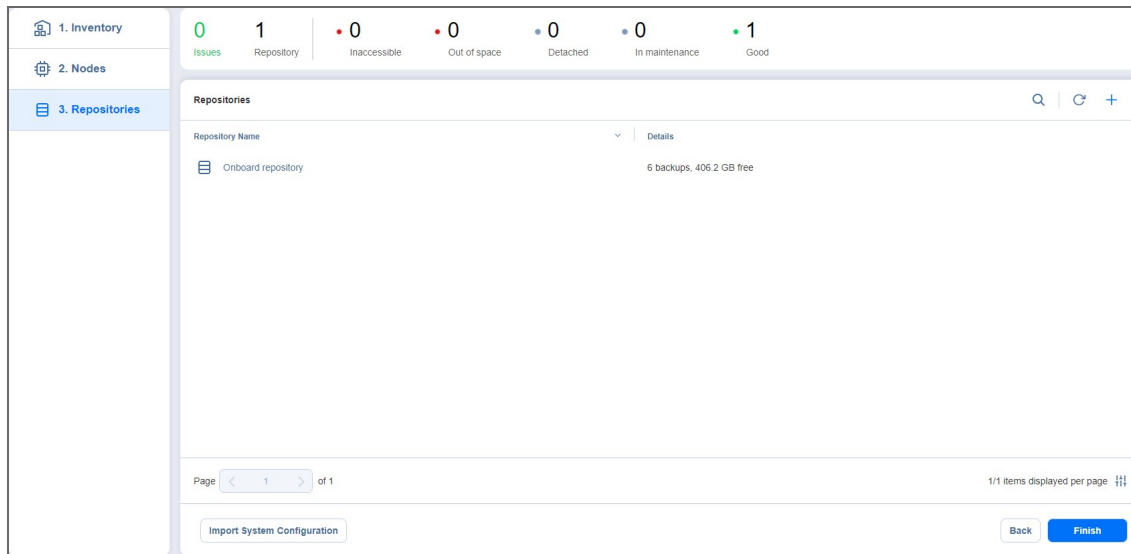 1. Inventory
2. Nodes
3. Repositories
0 1 0 0 0 0 1
Issues Repository Inaccessible Out of space Detached In maintenance Good
Repositories
Repository Name Details
Onboard repository 6 backups, 406.2 GB free
Page 1 of 1 1/1 items displayed per page
Import System Configuration Back Finish